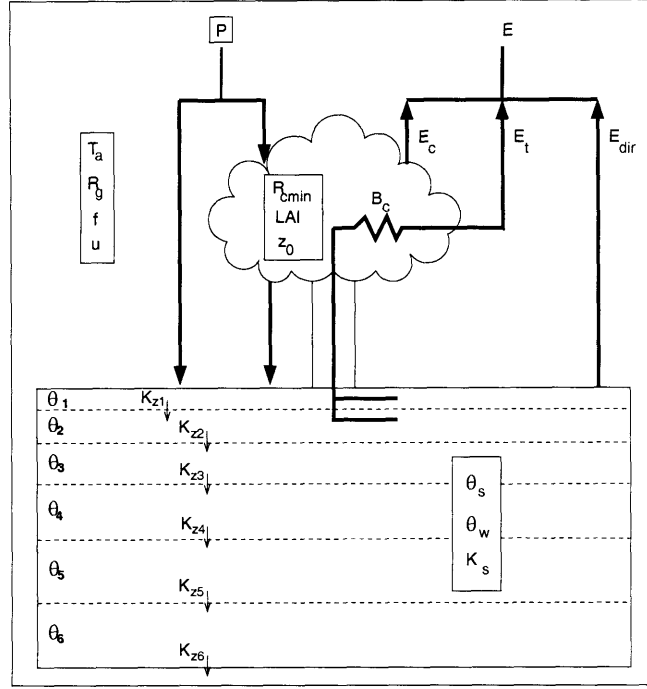 P
E
E_c
E_t
E_dir
T_a
R_g
f
u
R_cmin
LAI
z_0
B_c
θ_1
K_z1
θ_2
K_z2
θ_3
K_z3
θ_4
K_z4
θ_5
K_z5
θ_6
K_z6
θ_s
θ_w
K_s